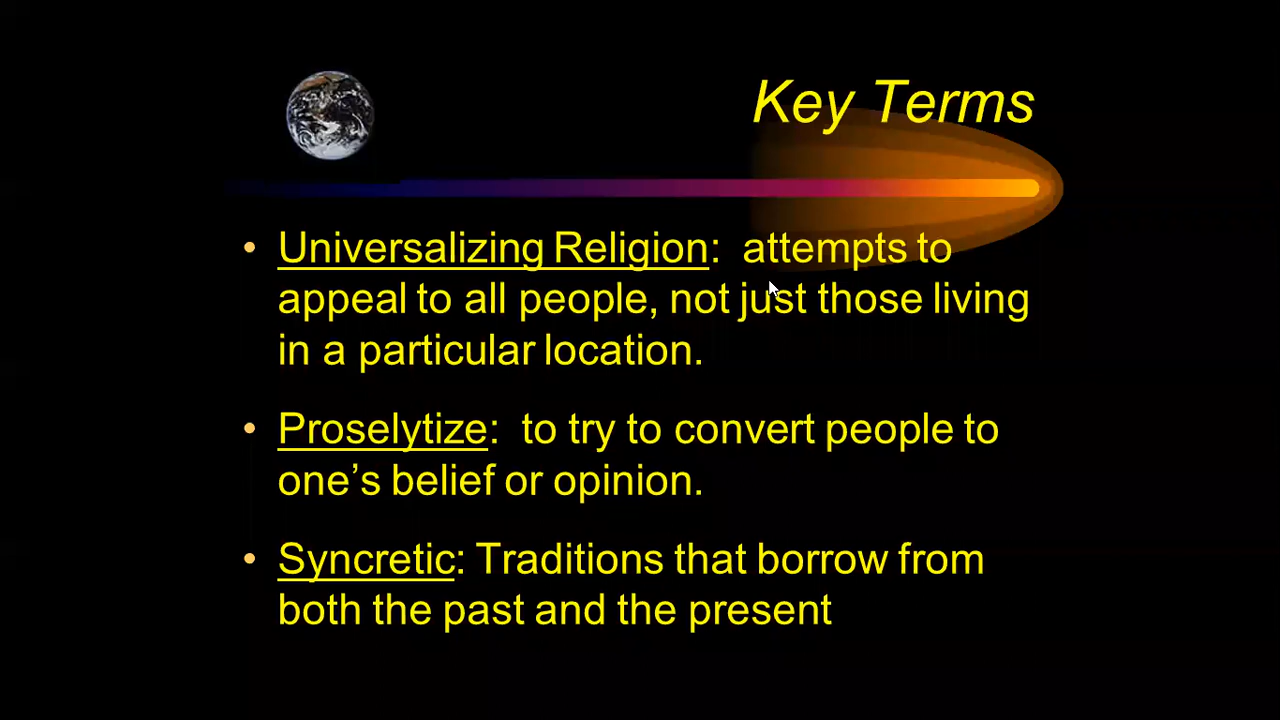 Key Terms
• Universalizing Religion: attempts to
appeal to all people, not just those living
in a particular location.
• Proselytize: to try to convert people to
one’s belief or opinion.
• Syncretic: Traditions that borrow from
both the past and the present